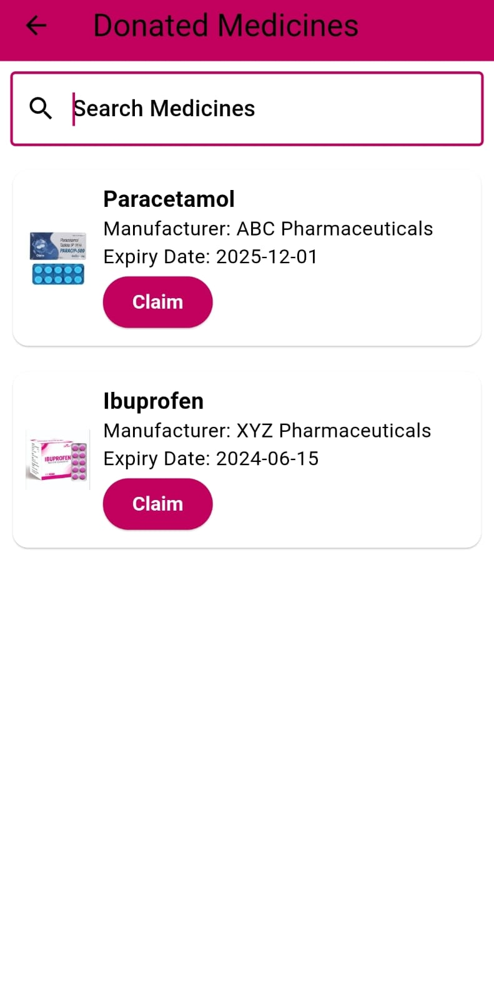 Donated Medicines
Search Medicines
Paracetamol
Manufacturer: ABC Pharmaceuticals
Expiry Date: 2025-12-01
Paracetamol
Tablets IP
PARACIP-500
Cipla
Claim
Ibuprofen
Manufacturer: XYZ Pharmaceuticals
Expiry Date: 2024-06-15
IBUPROFEN
Claim